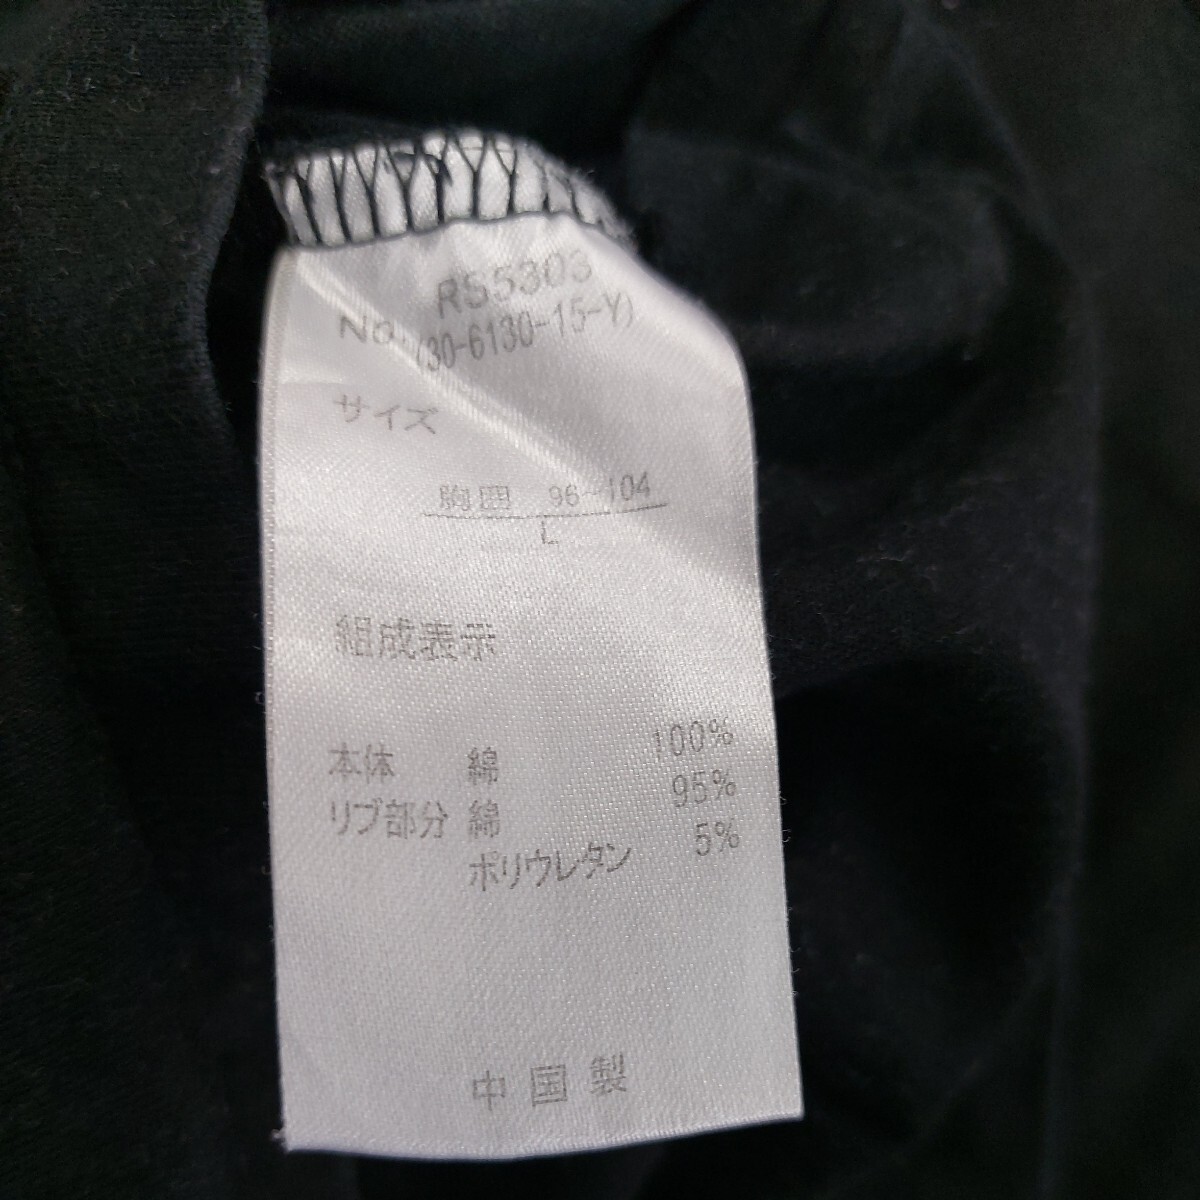 No. RS5303
(30-6130-15-Y)
サイズ
胸囲 96~104
L
組成表示
本体 綿 100%
リブ部分 綿 95%
ポリウレタン 5%
中国製